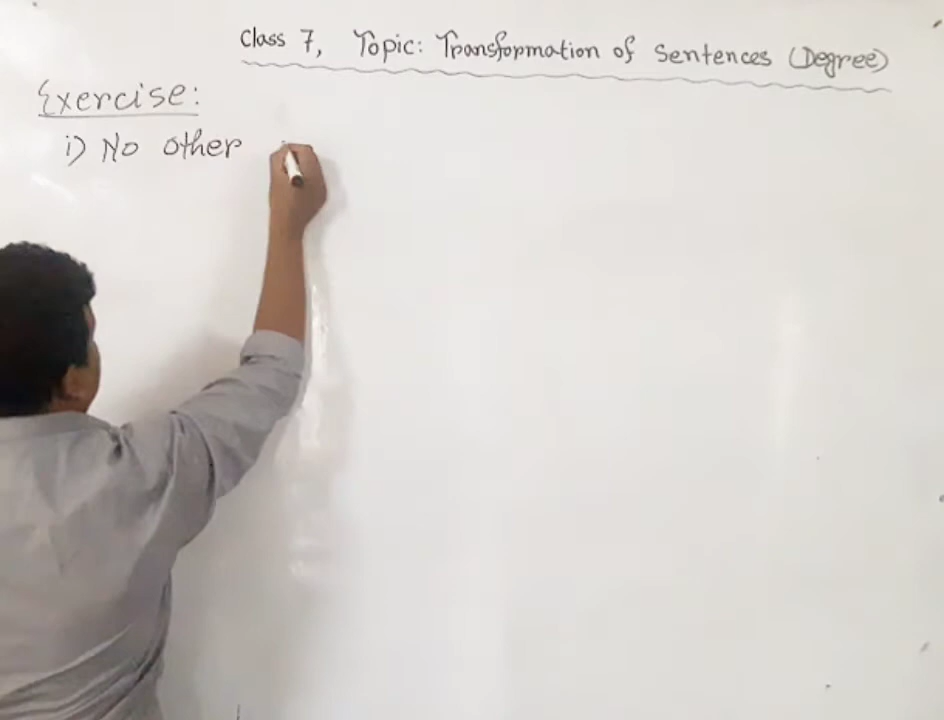 Class 7, Topic: Transformation of Sentences (Degree)
Exercise:
i) No other